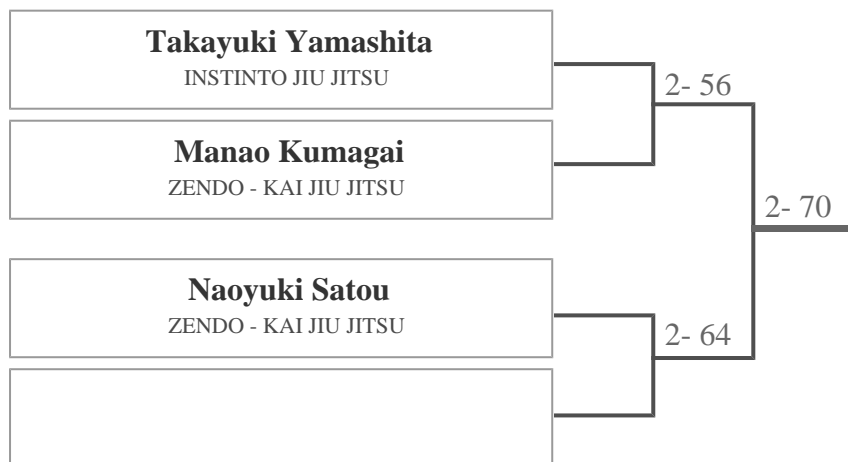 Takayuki Yamashita
INSTINTO JIU JITSU
2- 56
Manao Kumagai
ZENDO - KAI JIU JITSU
2- 70
Naoyuki Satou
ZENDO - KAI JIU JITSU
2- 64